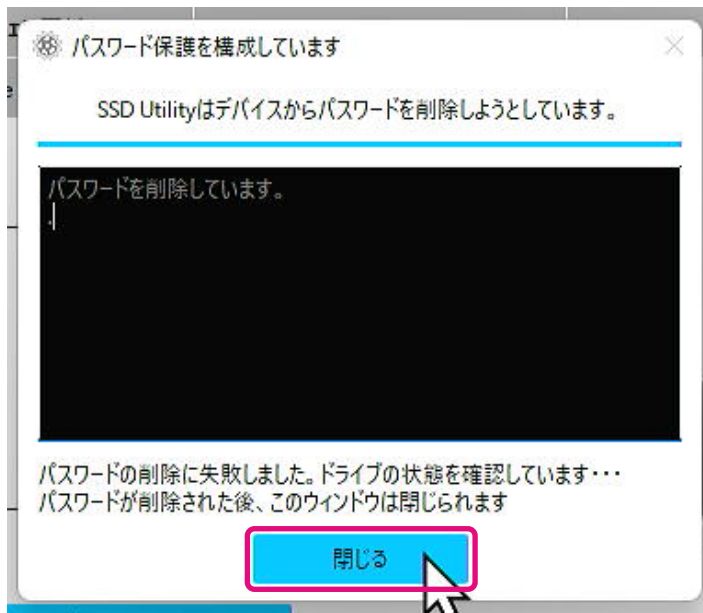 パスワード保護を構成しています
SSD Utilityはデバイスからパスワードを削除しようとしています。
パスワードを削除しています。
.
パスワードの削除に失敗しました。ドライブの状態を確認しています・・・
パスワードが削除された後、このウィンドウは閉じられます
閉じる